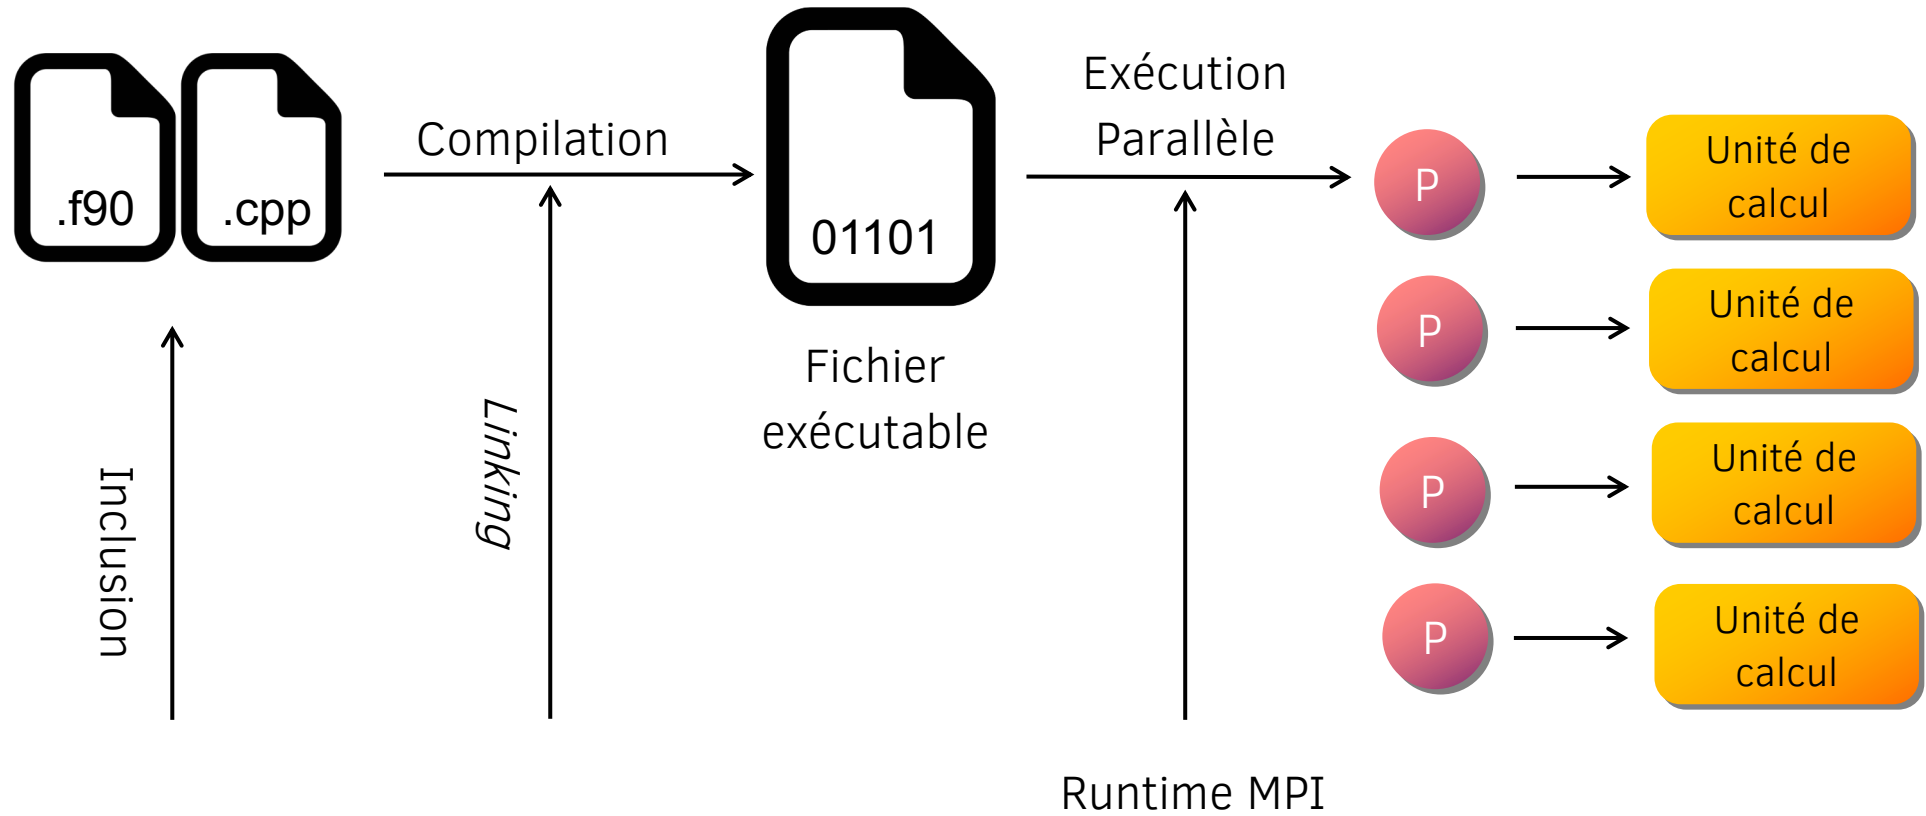 .f90
.cpp
Compilation
01101
Fichier
exécutable
Exécution
Parallèle
P
Unité de
calcul
P
Unité de
calcul
P
Unité de
calcul
P
Unité de
calcul
Inclusion
Linking
Runtime MPI